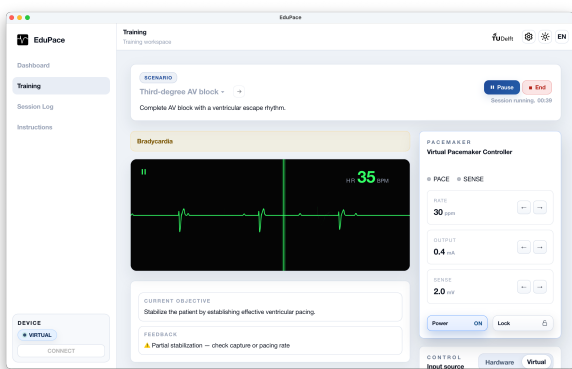 EduPace
EduPace
Dashboard
Training
Session Log
Instructions
DEVICE
VIRTUAL
CONNECT
Training
Training workspace
TU Delft
EN
SCENARIO
Third-degree AV block
Complete AV block with a ventricular escape rhythm.
Pause
End
Session running. 00:39
Bradycardia
HR 35 BPM
CURRENT OBJECTIVE
Stabilize the patient by establishing effective ventricular pacing.
FEEDBACK
Partial stabilization — check capture or pacing rate
PACEMAKER
Virtual Pacemaker Controller
PACE SENSE
RATE
30 ppm
OUTPUT
0.4 mA
SENSE
2.0 mV
Power ON
Lock
CONTROL
Input source
Hardware Virtual